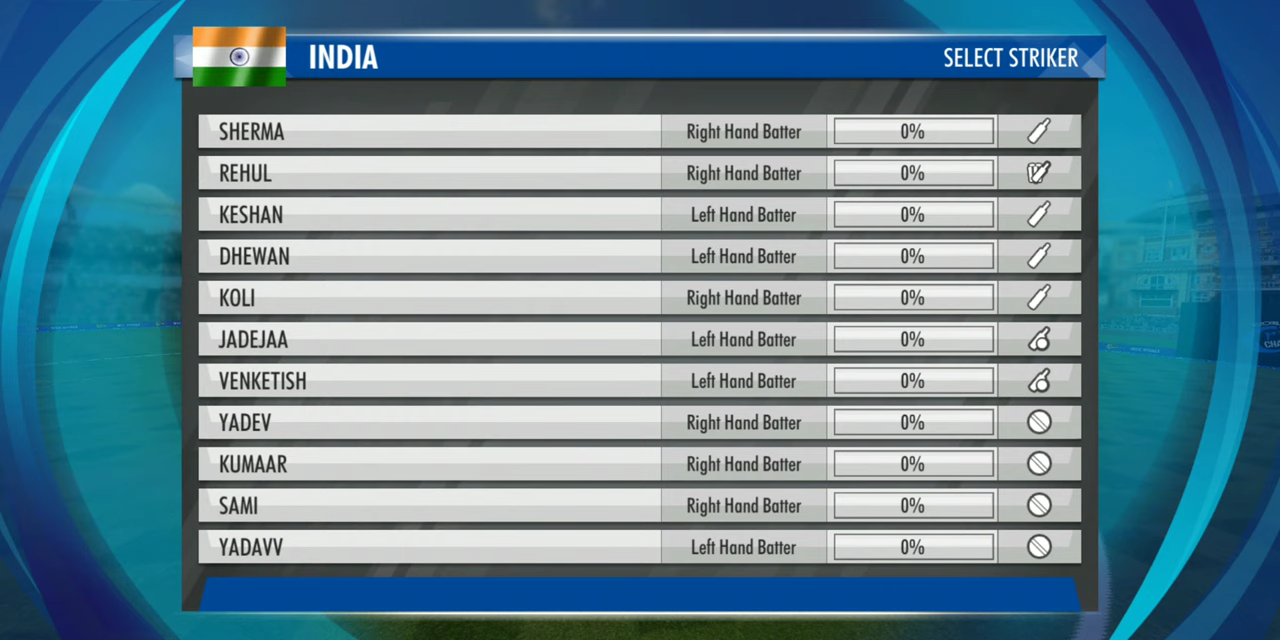 INDIA SELECT STRIKER
SHERMA Right Hand Batter 0%
REHUL Right Hand Batter 0%
KESHAN Left Hand Batter 0%
DHEWAN Left Hand Batter 0%
KOLI Right Hand Batter 0%
JADEJAA Left Hand Batter 0%
VENKETISH Left Hand Batter 0%
YADEV Right Hand Batter 0%
KUMAAR Right Hand Batter 0%
SAMI Right Hand Batter 0%
YADAVV Left Hand Batter 0%